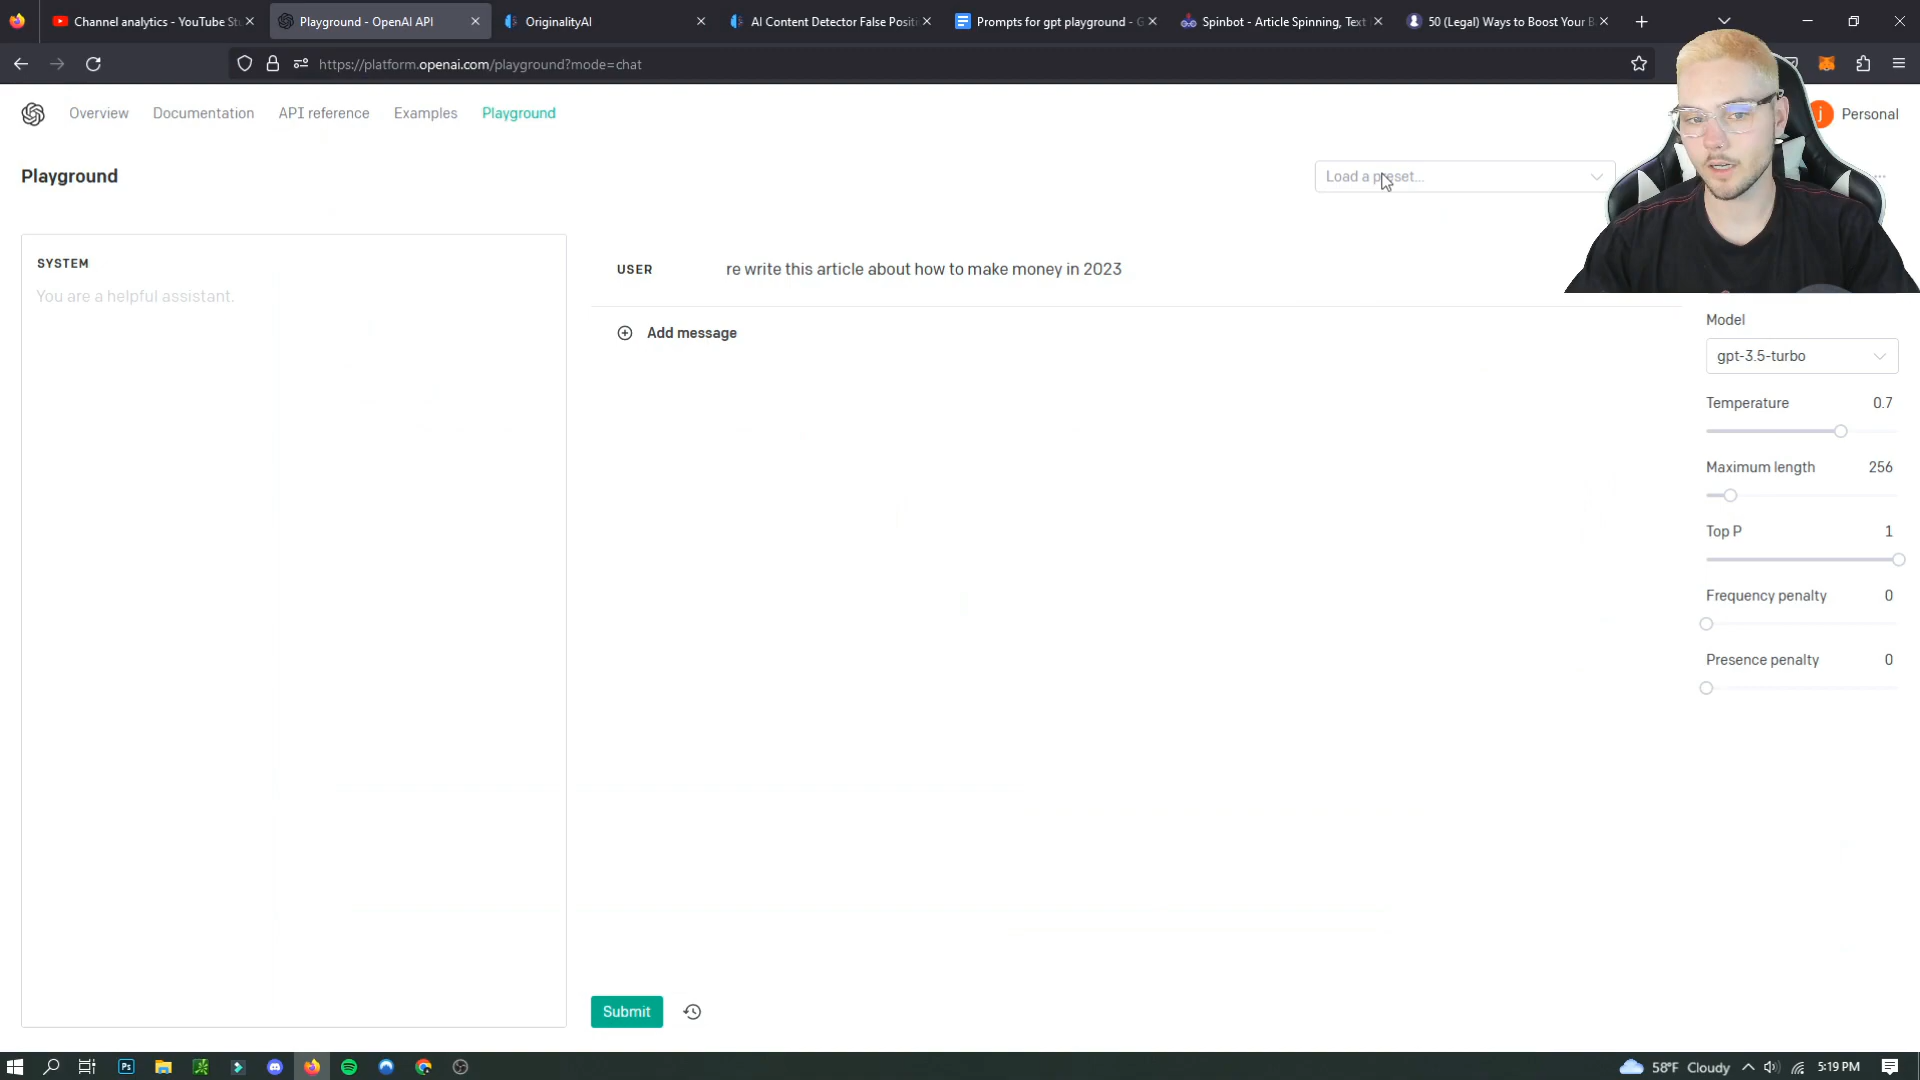 Channel analytics - YouTube St
Playground - OpenAI API
OriginalityAI
AI Content Detector False Positi
Prompts for gpt playground - G
Spinbot - Article Spinning, Text
50 (Legal) Ways to Boost Your B
https://platform.openai.com/playground?mode=chat
Overview
Documentation
API reference
Examples
Playground
j
Personal
Playground
Load a preset...
SYSTEM
You are a helpful assistant.
USER
re write this article about how to make money in 2023
Add message
Model
gpt-3.5-turbo
Temperature 0.7
Maximum length 256
Top P 1
Frequency penalty 0
Presence penalty 0
Submit
Ps
58°F Cloudy
5:19 PM